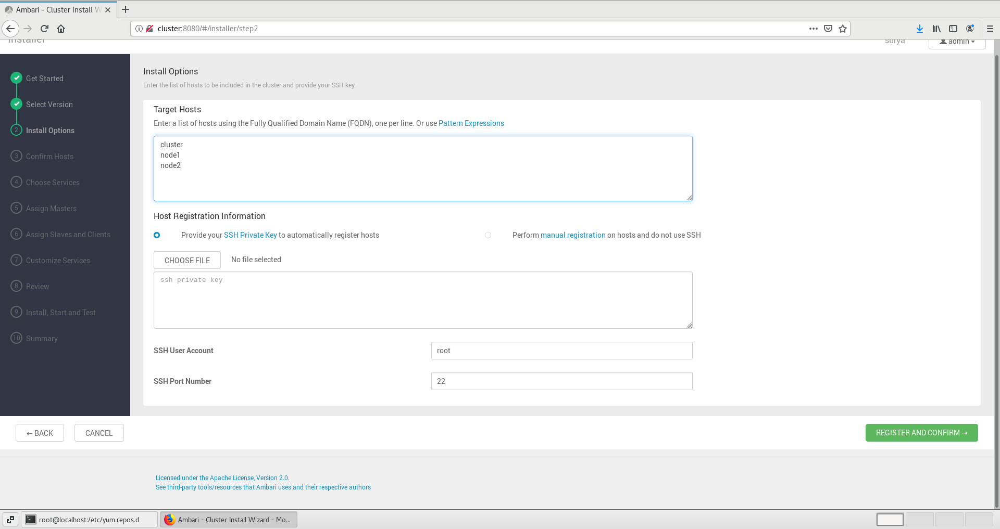 Ambari - Cluster Install W
cluster:8080/#/installer/step2
Installer
surya
admin
Get Started
Select Version
2 Install Options
3 Confirm Hosts
4 Choose Services
5 Assign Masters
6 Assign Slaves and Clients
7 Customize Services
8 Review
9 Install, Start and Test
10 Summary
Install Options
Enter the list of hosts to be included in the cluster and provide your SSH key.
Target Hosts
Enter a list of hosts using the Fully Qualified Domain Name (FQDN), one per line. Or use Pattern Expressions
cluster
node1
node2
Host Registration Information
Provide your SSH Private Key to automatically register hosts
Perform manual registration on hosts and do not use SSH
CHOOSE FILE No file selected
ssh private key
SSH User Account root
SSH Port Number 22
← BACK CANCEL REGISTER AND CONFIRM →
Licensed under the Apache License, Version 2.0.
See third-party tools/resources that Ambari uses and their respective authors
root@localhost:/etc/yum.repos.d
Ambari - Cluster Install Wizard - Mo...